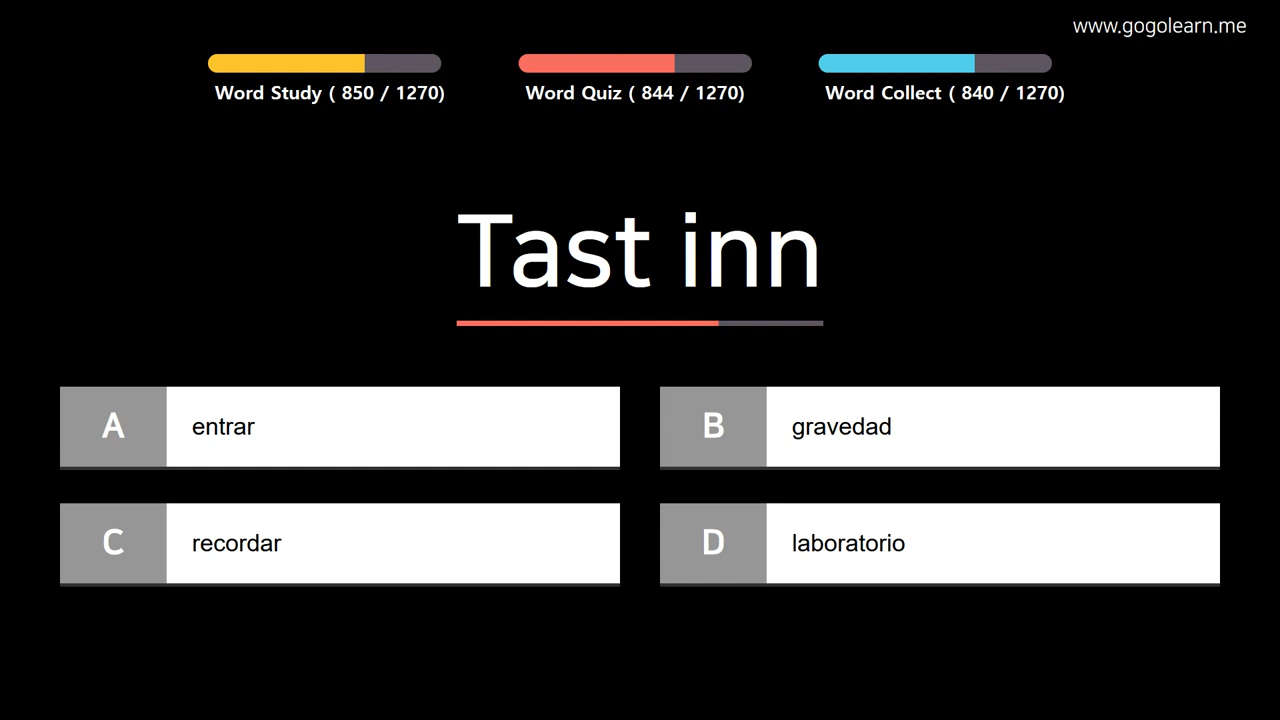 www.gogolearn.me
Word Study ( 850 / 1270)
Word Quiz ( 844 / 1270)
Word Collect ( 840 / 1270)
Tast inn
A entrar
B gravedad
C recordar
D laboratorio